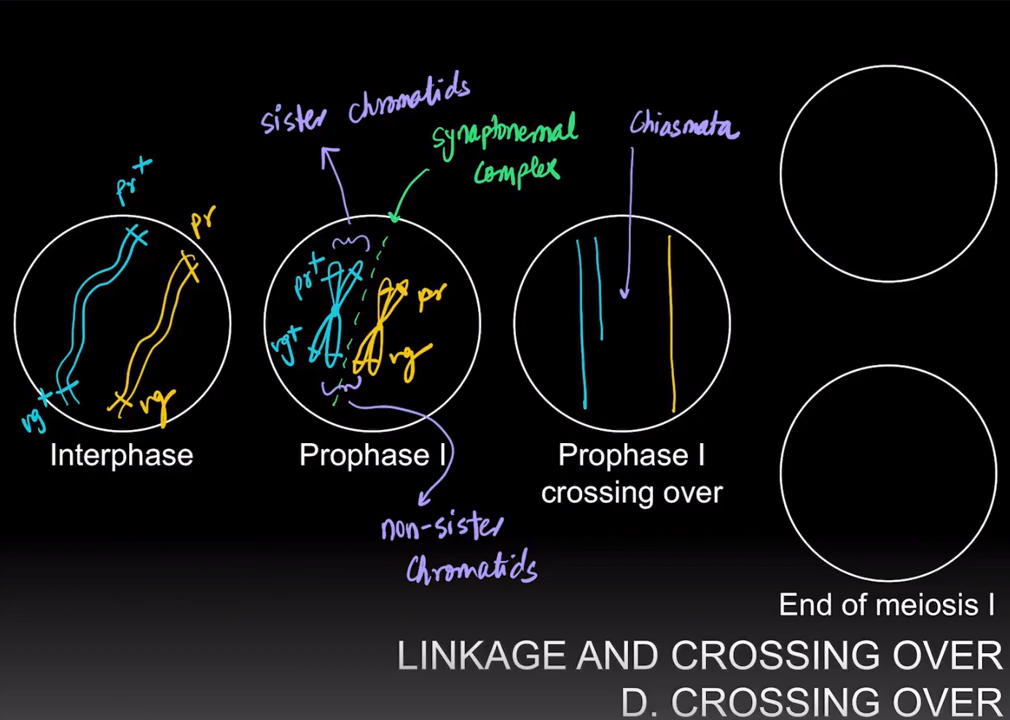 sister chromatids
synaptonemal
complex
Chiasmata
pr+
pr
pr+
pr
vg+
vg
vg+
vg
Interphase
Prophase I
Prophase I
crossing over
non-sister
chromatids
End of meiosis I
LINKAGE AND CROSSING OVER
D. CROSSING OVER